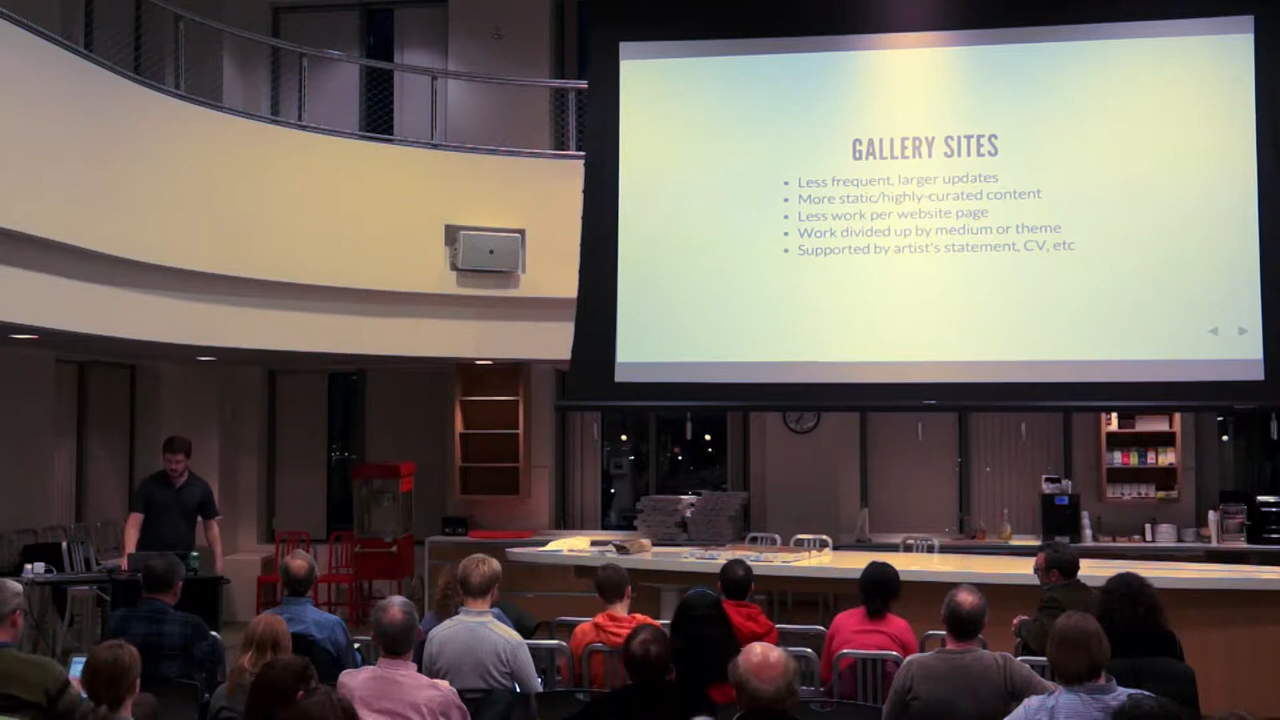 GALLERY SITES
• Less frequent, larger updates
• More static/highly-curated content
• Less work per website page
• Work divided up by medium or theme
• Supported by artist's statement, CV, etc